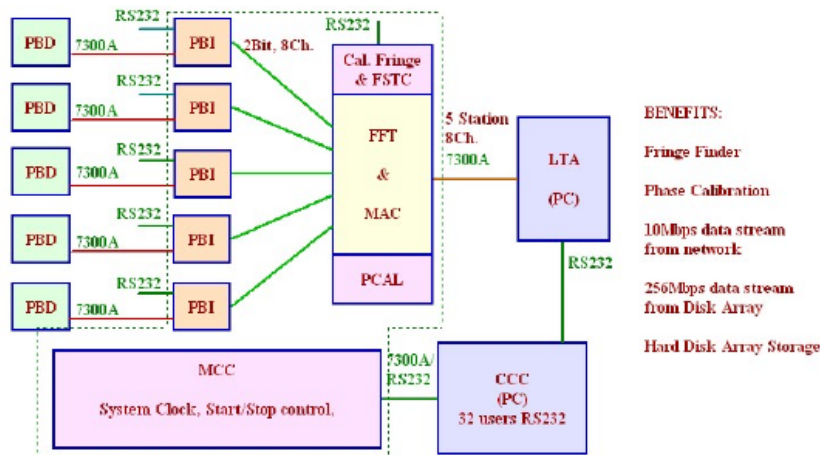 RS232
PBD
7300A
PBI
2Bit, 8Ch.
RS232
Cal. Fringe
& FSTC
RS232
PBD
7300A
PBI
RS232
PBD
7300A
PBI
RS232
PBD
7300A
PBI
RS232
PBD
7300A
PBI
FFT
&
MAC
PCAL
5 Station
8Ch.
7300A
LTA
(PC)
RS232
BENEFITS:
Fringe Finder
Phase Calibration
10Mbps data stream
from network
256Mbps data stream
from Disk Array
Hard Disk Array Storage
MCC
System Clock, Start/Stop control,
7300A/
RS232
CCC
(PC)
32 users RS232